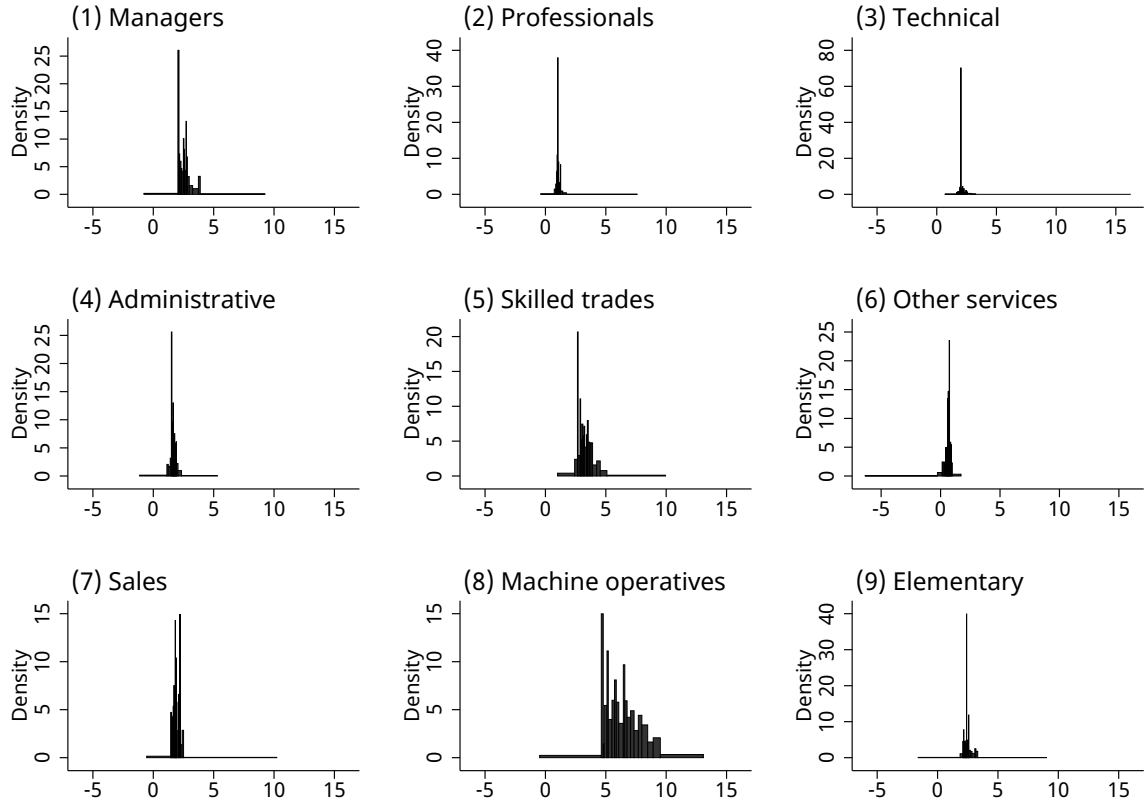 (1) Managers
Density
0 5 10 15 20 25
-5 0 5 10 15
(2) Professionals
Density
0 10 20 30 40
-5 0 5 10 15
(3) Technical
Density
0 20 40 60 80
-5 0 5 10 15
(4) Administrative
Density
0 5 10 15 20 25
-5 0 5 10 15
(5) Skilled trades
Density
0 5 10 15 20
-5 0 5 10 15
(6) Other services
Density
0 5 10 15 20 25
-5 0 5 10 15
(7) Sales
Density
0 5 10 15
-5 0 5 10 15
(8) Machine operatives
Density
0 5 10 15
-5 0 5 10 15
(9) Elementary
Density
0 10 20 30 40
-5 0 5 10 15